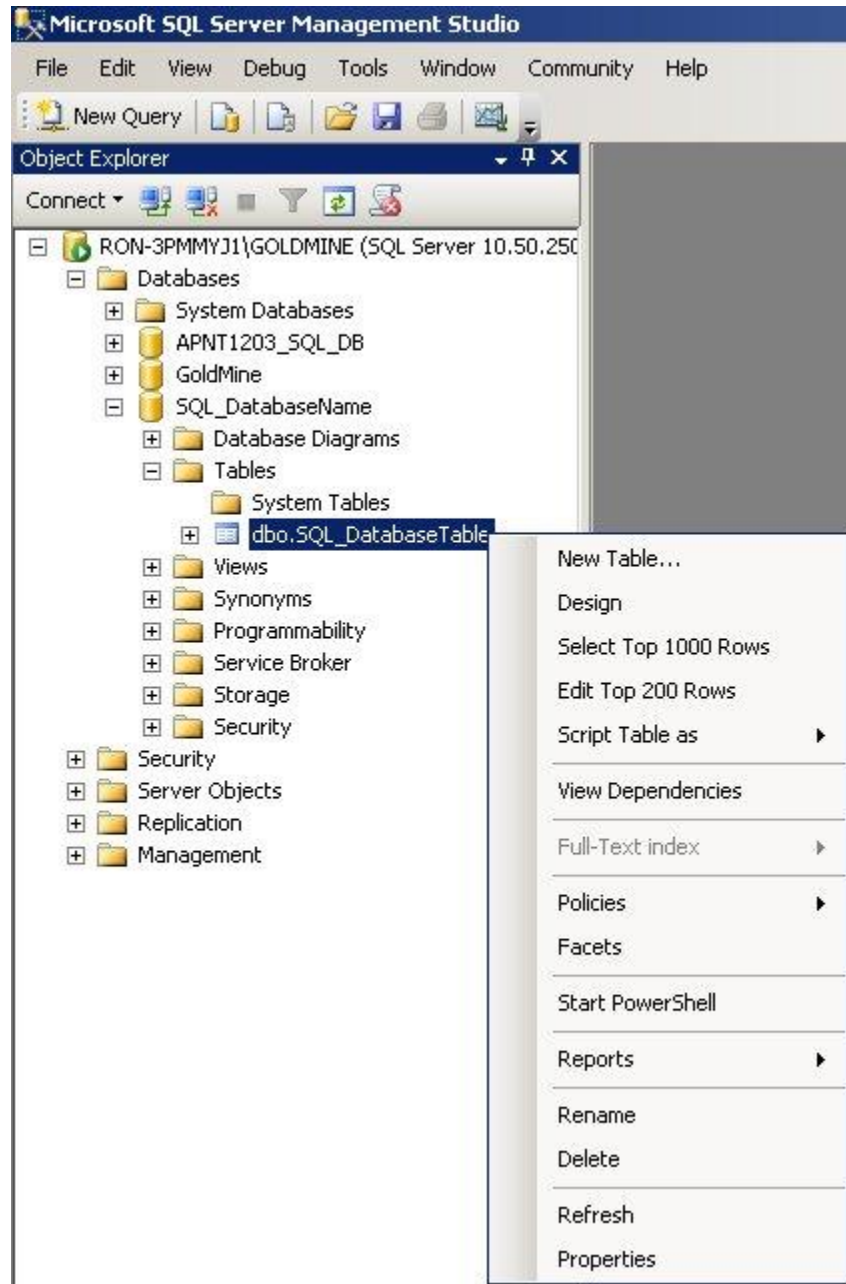 Microsoft SQL Server Management Studio
File Edit View Debug Tools Window Community Help
New Query
Object Explorer
Connect
RON-3PMMYJ1\GOLDMINE (SQL Server 10.50.250
Databases
System Databases
APNT1203_SQL_DB
GoldMine
SQL_DatabaseName
Database Diagrams
Tables
System Tables
dbo.SQL_DatabaseTable
Views
Synonyms
Programmability
Service Broker
Storage
Security
Security
Server Objects
Replication
Management
New Table...
Design
Select Top 1000 Rows
Edit Top 200 Rows
Script Table as
View Dependencies
Full-Text index
Policies
Facets
Start PowerShell
Reports
Rename
Delete
Refresh
Properties